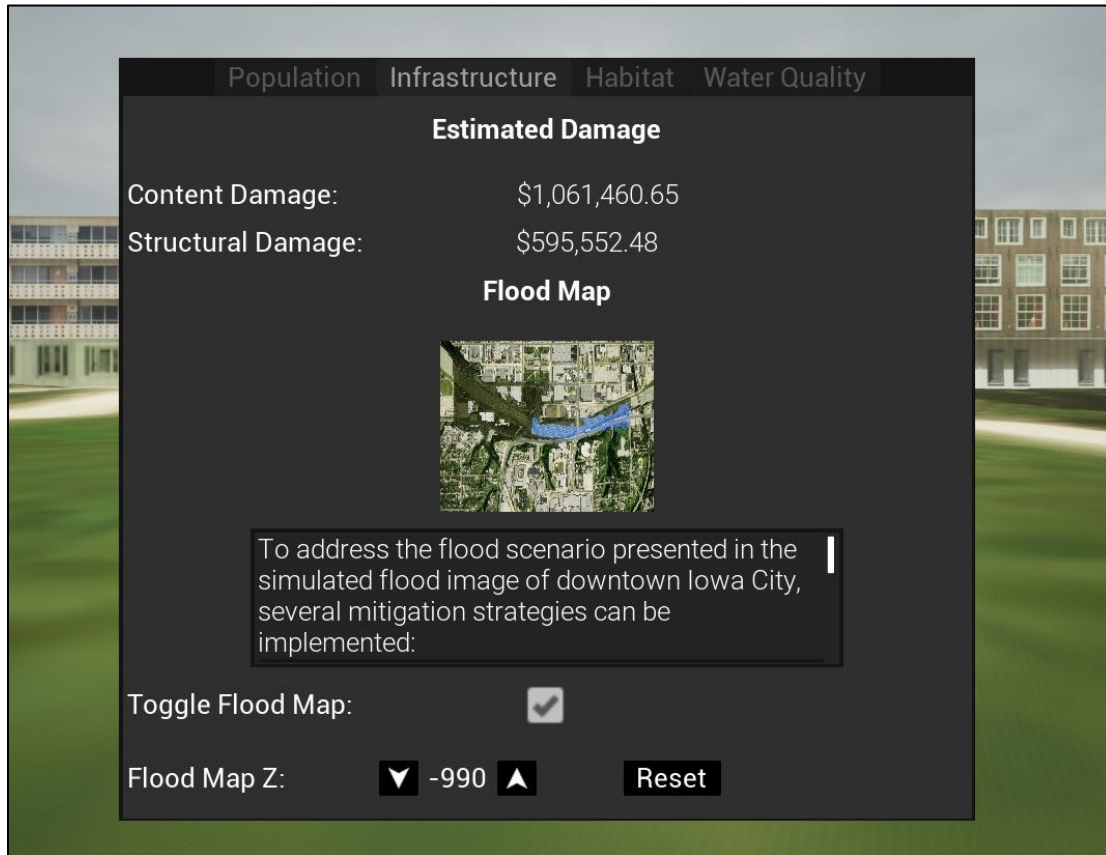 Population Infrastructure Habitat Water Quality
Estimated Damage
Content Damage: $1,061,460.65
Structural Damage: $595,552.48
Flood Map
To address the flood scenario presented in the
simulated flood image of downtown Iowa City,
several mitigation strategies can be
implemented:
Toggle Flood Map:
Flood Map Z: -990 Reset